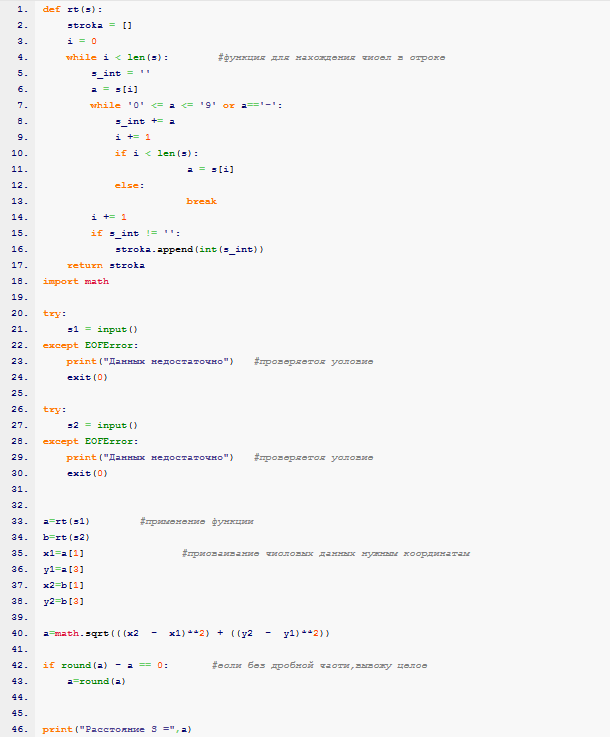 1. def rt(s):
2.     stroka = []
3.     i = 0
4.     while i < len(s):        #функция для нахождения чисел в строке
5.         s_int = ''
6.         a = s[i]
7.         while '0' <= a <= '9' or a=='-':
8.             s_int += a
9.             i += 1
10.             if i < len(s):
11.                         a = s[i]
12.             else:
13.                         break
14.         i += 1
15.         if s_int != '':
16.             stroka.append(int(s_int))
17.     return stroka
18. import math
19.
20. try:
21.     s1 = input()
22. except EOFError:
23.     print("Данных недостаточно")   #проверяется условие
24.     exit(0)
25.
26. try:
27.     s2 = input()
28. except EOFError:
29.     print("Данных недостаточно")   #проверяется условие
30.     exit(0)
31.
32.
33. a=rt(s1)        #применение функции
34. b=rt(s2)
35. x1=a[1]                #присваивание числовых данных нужным координатам
36. y1=a[3]
37. x2=b[1]
38. y2=b[3]
39.
40. a=math.sqrt(((x2  -  x1)**2) + ((y2  -  y1)**2))
41.
42. if round(a) - a == 0:       #если без дробной части,вывожу целое
43.     a=round(a)
44.
45.
46. print("Расстояние S =",a)